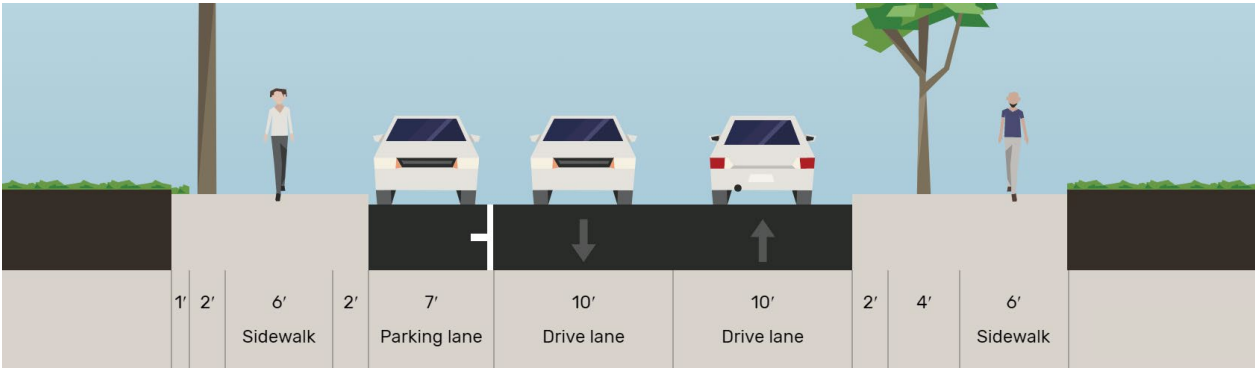 1′ 2′ 6′ 2′ 7′ 10′ 10′ 2′ 4′ 6′
Sidewalk Parking lane Drive lane Drive lane Sidewalk